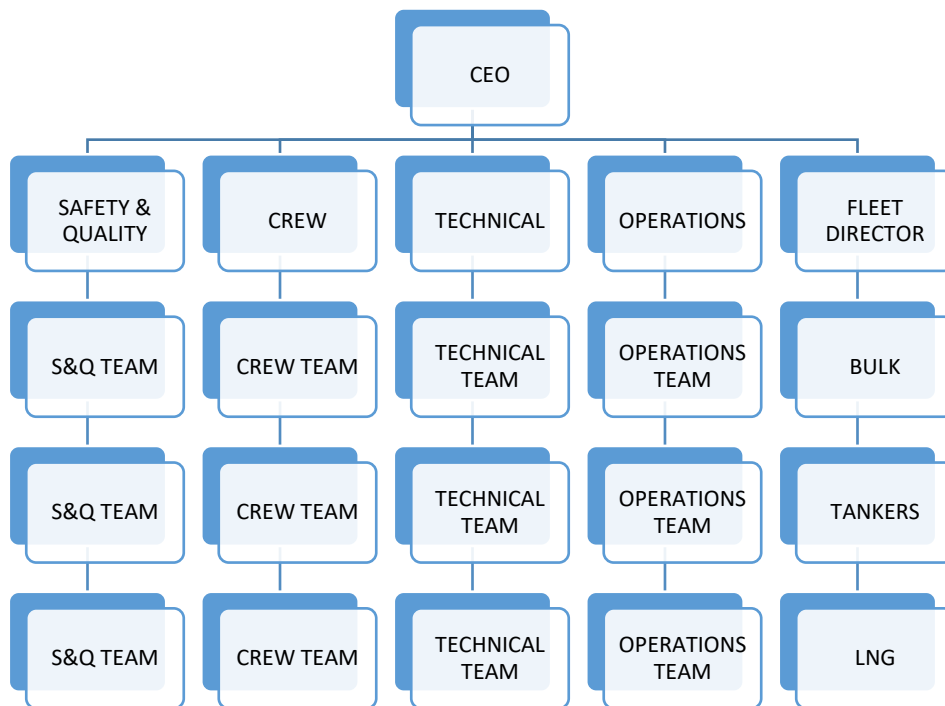 CEO
SAFETY &
QUALITY
CREW
TECHNICAL
OPERATIONS
FLEET
DIRECTOR
S&Q TEAM
CREW TEAM
TECHNICAL
TEAM
OPERATIONS
TEAM
BULK
S&Q TEAM
CREW TEAM
TECHNICAL
TEAM
OPERATIONS
TEAM
TANKERS
S&Q TEAM
CREW TEAM
TECHNICAL
TEAM
OPERATIONS
TEAM
LNG